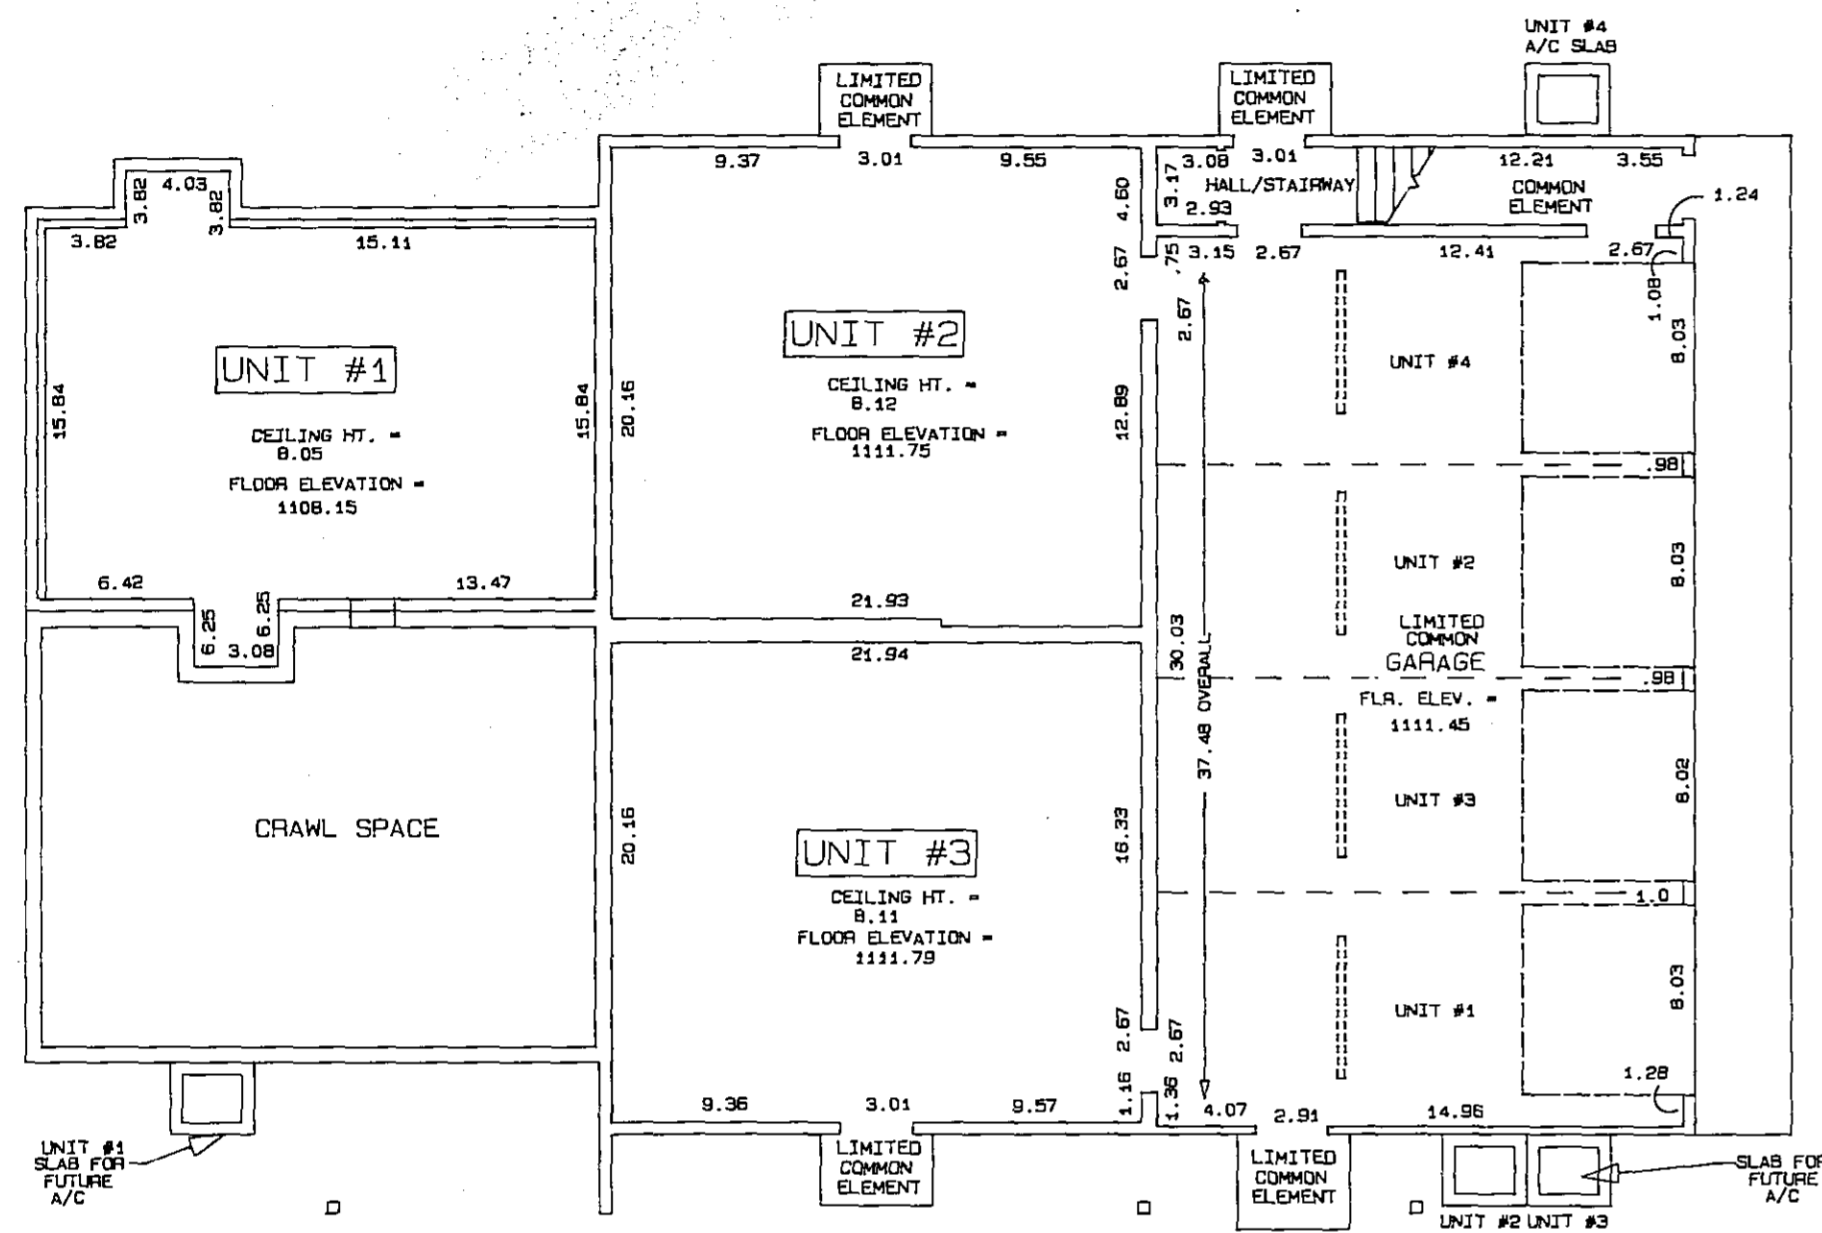 UNIT #4
A/C SLAB
LIMITED
COMMON
ELEMENT
LIMITED
COMMON
ELEMENT
9.37
3.01
9.55
3.08
3.01
12.21
3.55
4.03
3.82
3.82
3.82
15.11
4.60
3.17
HALL/STAIRWAY
2.93
COMMON
ELEMENT
1.24
2.67
.75
3.15
2.67
12.41
2.67
1.08
2.67
8.03
UNIT #1
CEILING HT. =
8.05
FLOOR ELEVATION =
1108.15
15.84
15.84
UNIT #2
CEILING HT. =
8.12
FLOOR ELEVATION =
1111.75
20.16
12.89
UNIT #4
.98
UNIT #2
8.03
6.42
13.47
6.25
6.25
3.08
21.93
21.94
30.03
37.48 OVERALL
LIMITED
COMMON
GARAGE
.98
FLR. ELEV. =
1111.45
8.02
UNIT #3
CRAWL SPACE
20.16
UNIT #3
CEILING HT. =
8.11
FLOOR ELEVATION =
1111.79
16.33
1.0
8.03
UNIT #1
2.67
2.67
1.16
1.36
1.28
9.36
3.01
9.57
4.07
2.91
14.96
UNIT #1
SLAB FOR
FUTURE
A/C
LIMITED
COMMON
ELEMENT
LIMITED
COMMON
ELEMENT
SLAB FOR
FUTURE
A/C
UNIT #2
UNIT #3